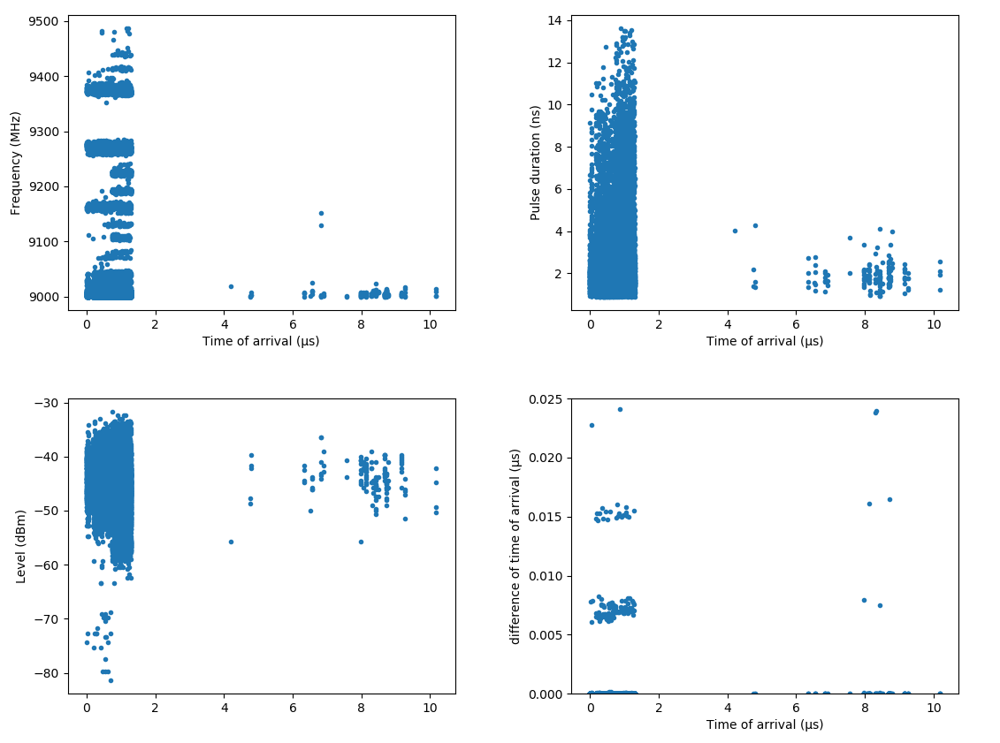 9500
9400
9300
9200
9100
9000
Frequency (MHz)
0 2 4 6 8 10
Time of arrival (µs)
14
12
10
8
6
4
2
Pulse duration (ns)
0 2 4 6 8 10
Time of arrival (µs)
−30
−40
−50
−60
−70
−80
Level (dBm)
0 2 4 6 8 10
0.025
0.020
0.015
0.010
0.005
0.000
difference of time of arrival (µs)
0 2 4 6 8 10
Time of arrival (µs)